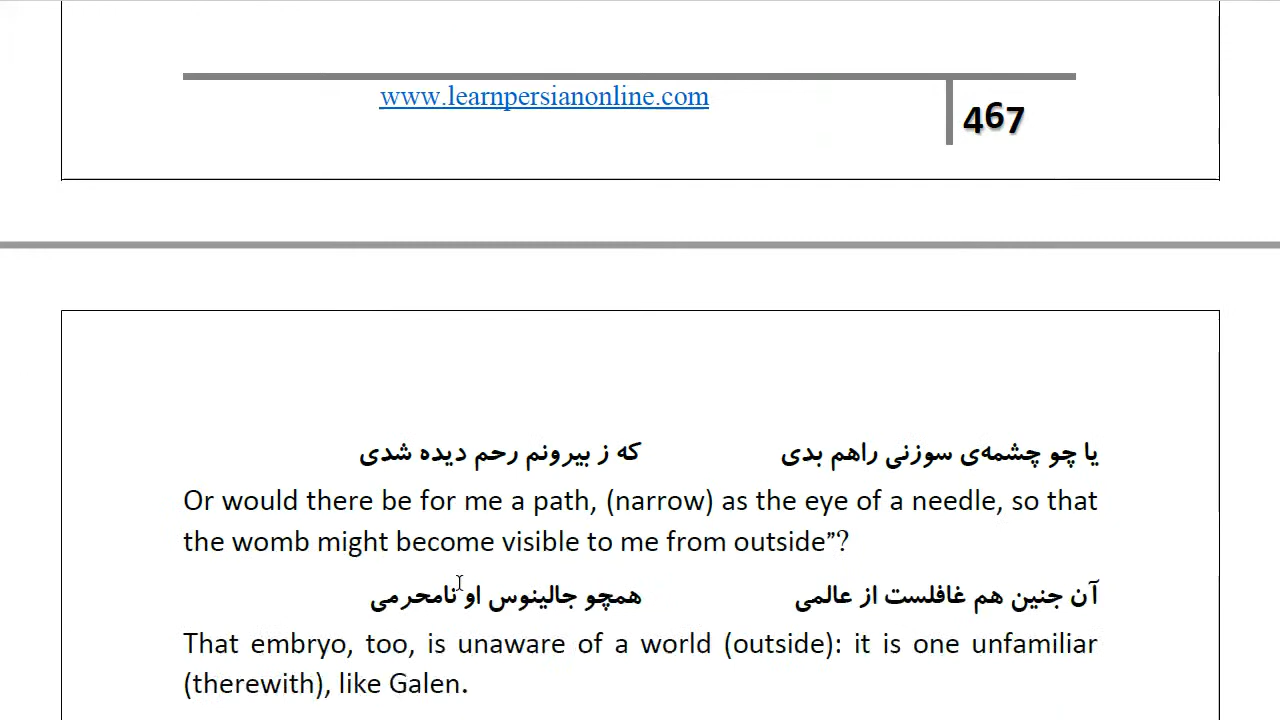 www.learnpersianonline.com 467
یا چو چشمه‌ی سوزنی راهم بدی که ز بیرونم رحم دیده شدی
Or would there be for me a path, (narrow) as the eye of a needle, so that
the womb might become visible to me from outside”?
آن جنین هم غافلست از عالمی همچو جالینوس او نامحرمی
That embryo, too, is unaware of a world (outside): it is one unfamiliar
(therewith), like Galen.